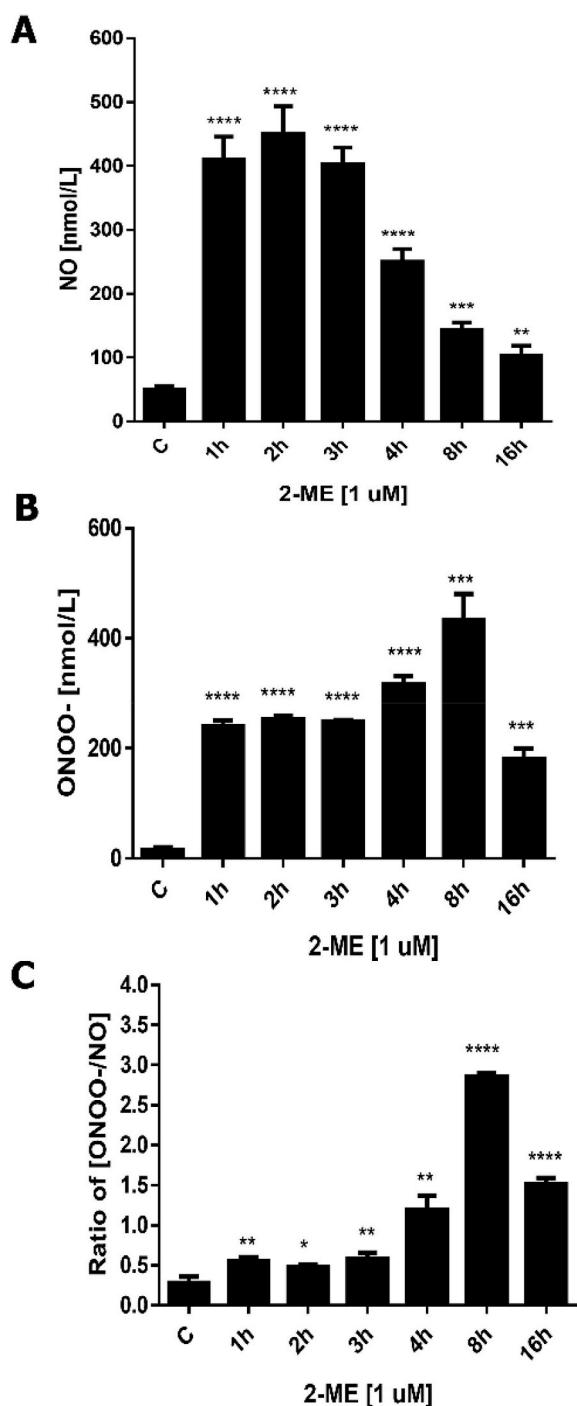 A
600
500
400
300
200
100
0
NO [nmol/L]
****
****
****
****
***
**
C
1h
2h
3h
4h
8h
16h
2-ME [1 uM]
B
600
400
200
0
ONOO- [nmol/L]
****
****
****
****
***
***
C
1h
2h
3h
4h
8h
16h
2-ME [1 uM]
C
4.0
3.5
3.0
2.5
2.0
1.5
1.0
0.5
0.0
Ratio of [ONOO-/NO]
**
*
**
**
****
****
C
1h
2h
3h
4h
8h
16h
2-ME [1 uM]